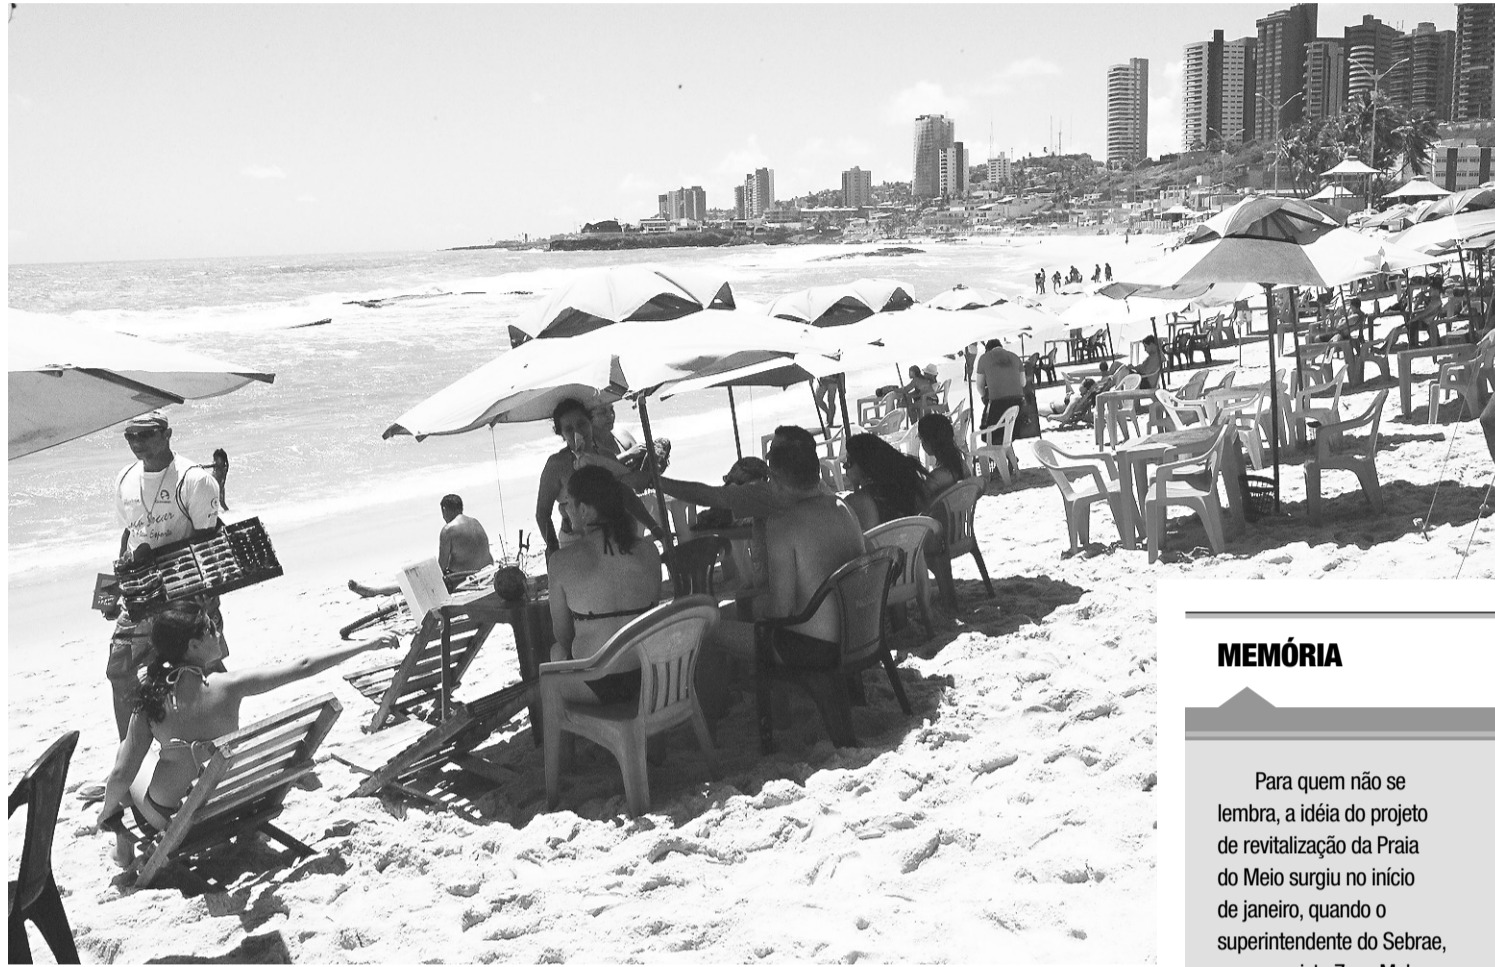 MEMÓRIA
Para quem não se
lembra, a idéia do projeto
de revitalização da Praia
do Meio surgiu no início
de janeiro, quando o
superintendente do Sebrae,